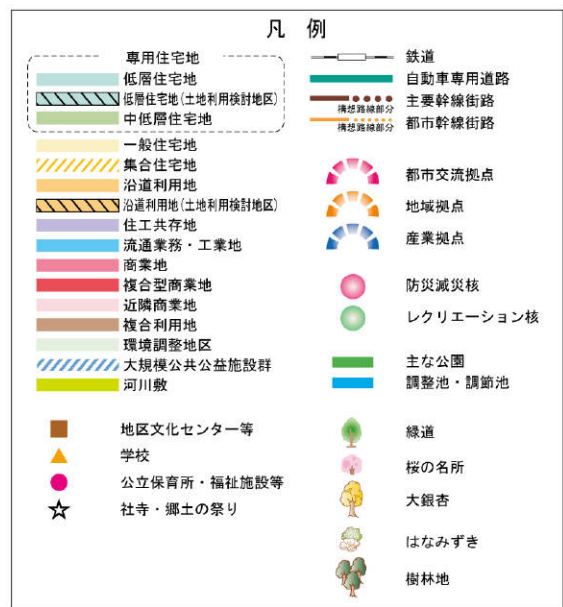 凡 例
専用住宅地
低層住宅地
低層住宅地(土地利用検討地区)
中低層住宅地
一般住宅地
集合住宅地
沿道利用地
沿道利用地(土地利用検討地区)
住工共存地
流通業務・工業地
商業地
複合型商業地
近隣商業地
複合利用地
環境調整地区
大規模公共公益施設群
河川敷
地区文化センター等
学校
公立保育所・福祉施設等
社寺・郷土の祭り
鉄道
自動車専用道路
主要幹線街路
構想路線部分
都市幹線街路
構想路線部分
都市交流拠点
地域拠点
産業拠点
防災減災核
レクリエーション核
主な公園
調整池・調節池
緑道
桜の名所
大銀杏
はなみずき
樹林地